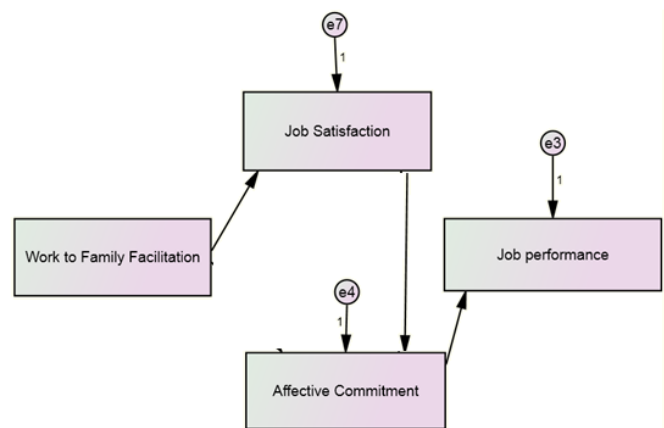 e7
1
Job Satisfaction
e3
1
Work to Family Facilitation
Job performance
e4
1
Affective Commitment